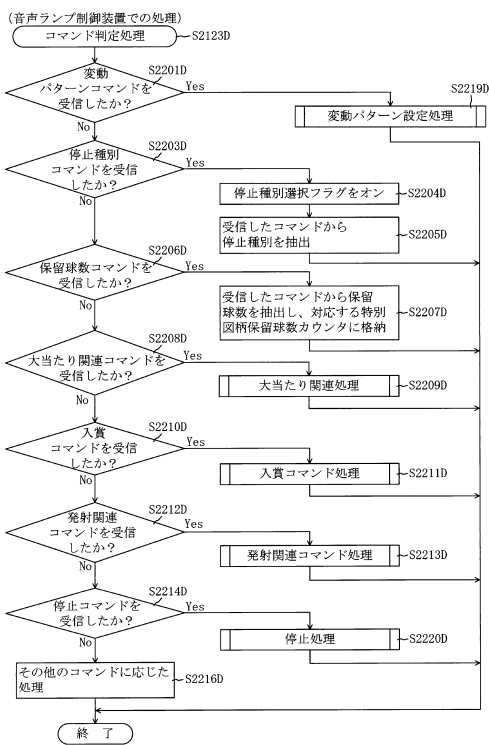 (音声ランプ制御装置での処理)
コマンド判定処理
S2123D
変動
パターンコマンドを
受信したか?
S2201D
Yes
No
S2219D
変動パターン設定処理
停止種別
コマンドを受信
したか?
S2203D
Yes
No
停止種別選択フラグをオン
S2204D
受信したコマンドから
停止種別を抽出
S2205D
保留球数コマンドを
受信したか?
S2206D
Yes
No
受信したコマンドから保留
球数を抽出し、対応する特別
図柄保留球数カウンタに格納
S2207D
大当たり関連コマンドを
受信したか?
S2208D
Yes
No
大当たり関連処理
S2209D
入賞
コマンドを受信
したか?
S2210D
Yes
No
入賞コマンド処理
S2211D
発射関連
コマンドを受信
したか?
S2212D
Yes
No
発射関連コマンド処理
S2213D
停止コマンドを
受信したか?
S2214D
Yes
No
停止処理
S2220D
その他のコマンドに応じた
処理
S2216D
終 了